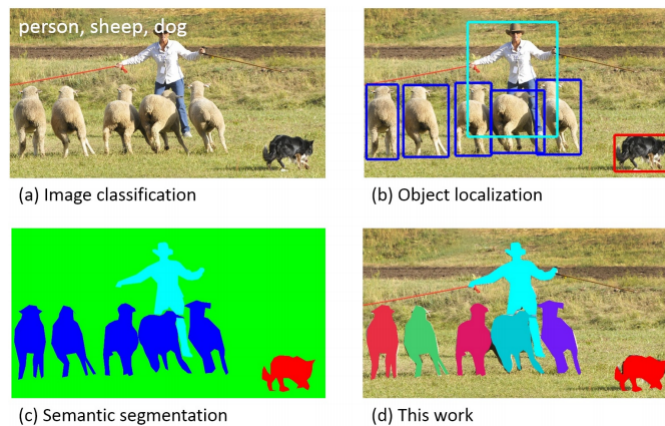 person, sheep, dog
(a) Image classification
(b) Object localization
(c) Semantic segmentation
(d) This work